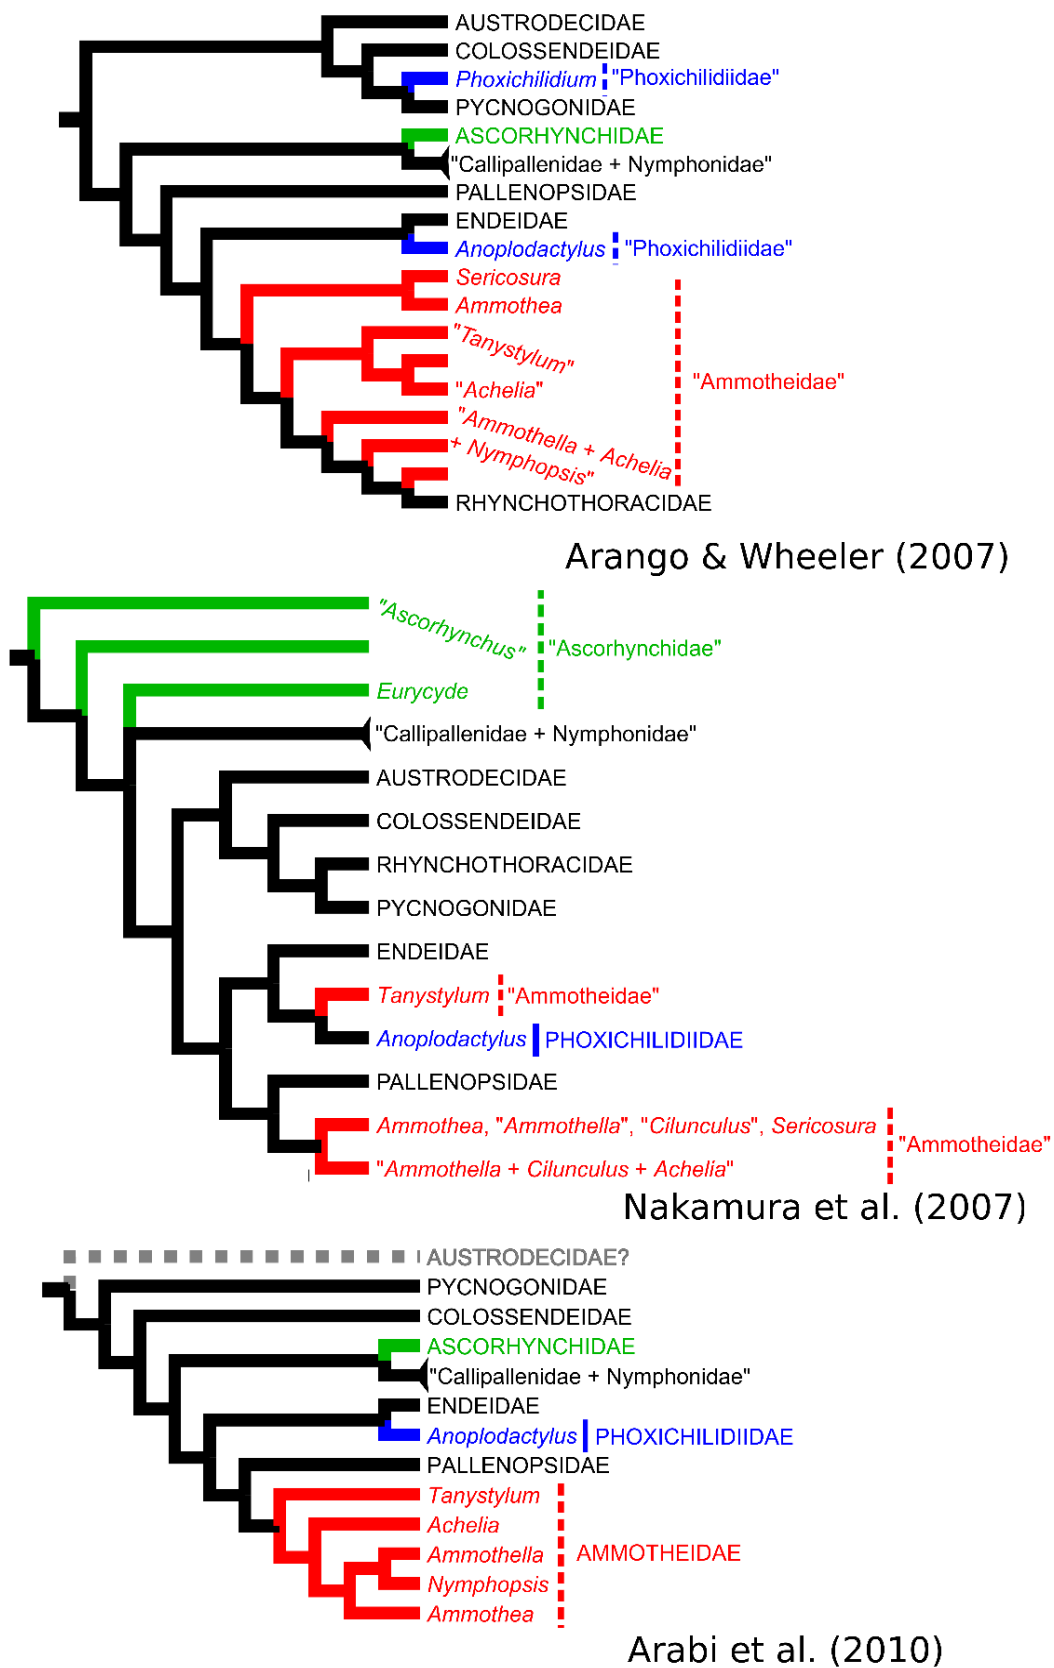 AUSTRODECIDAE
COLOSSENDEIDAE
Phoxichilidium "Phoxichilidiidae"
PYCNOGONIDAE
ASCORHYNCHIDAE
"Callipallenidae + Nymphonidae"
PALLENOPSIDAE
ENDEIDAE
Anoplodactylus "Phoxichilidiidae"
Sericosura
Ammothea
"Tanystylum"
"Achelia"
"Ammotheidae"
"Ammothella + Achelia
+ Nymphopsis"
RHYNCHOTHORACIDAE
Arango & Wheeler (2007)
"Ascorhynchus"
"Ascorhynchidae"
Eurycyde
"Callipallenidae + Nymphonidae"
AUSTRODECIDAE
COLOSSENDEIDAE
RHYNCHOTHORACIDAE
PYCNOGONIDAE
ENDEIDAE
Tanystylum "Ammotheidae"
Anoplodactylus PHOXICHILIDIIDAE
PALLENOPSIDAE
Ammothea, "Ammothella", "Cilunculus", Sericosura
"Ammotheidae"
"Ammothella + Cilunculus + Achelia"
Nakamura et al. (2007)
AUSTRODECIDAE?
PYCNOGONIDAE
COLOSSENDEIDAE
ASCORHYNCHIDAE
"Callipallenidae + Nymphonidae"
ENDEIDAE
Anoplodactylus PHOXICHILIDIIDAE
PALLENOPSIDAE
Tanystylum
Achelia
Ammothella AMMOTHEIDAE
Nymphopsis
Ammothea
Arabi et al. (2010)